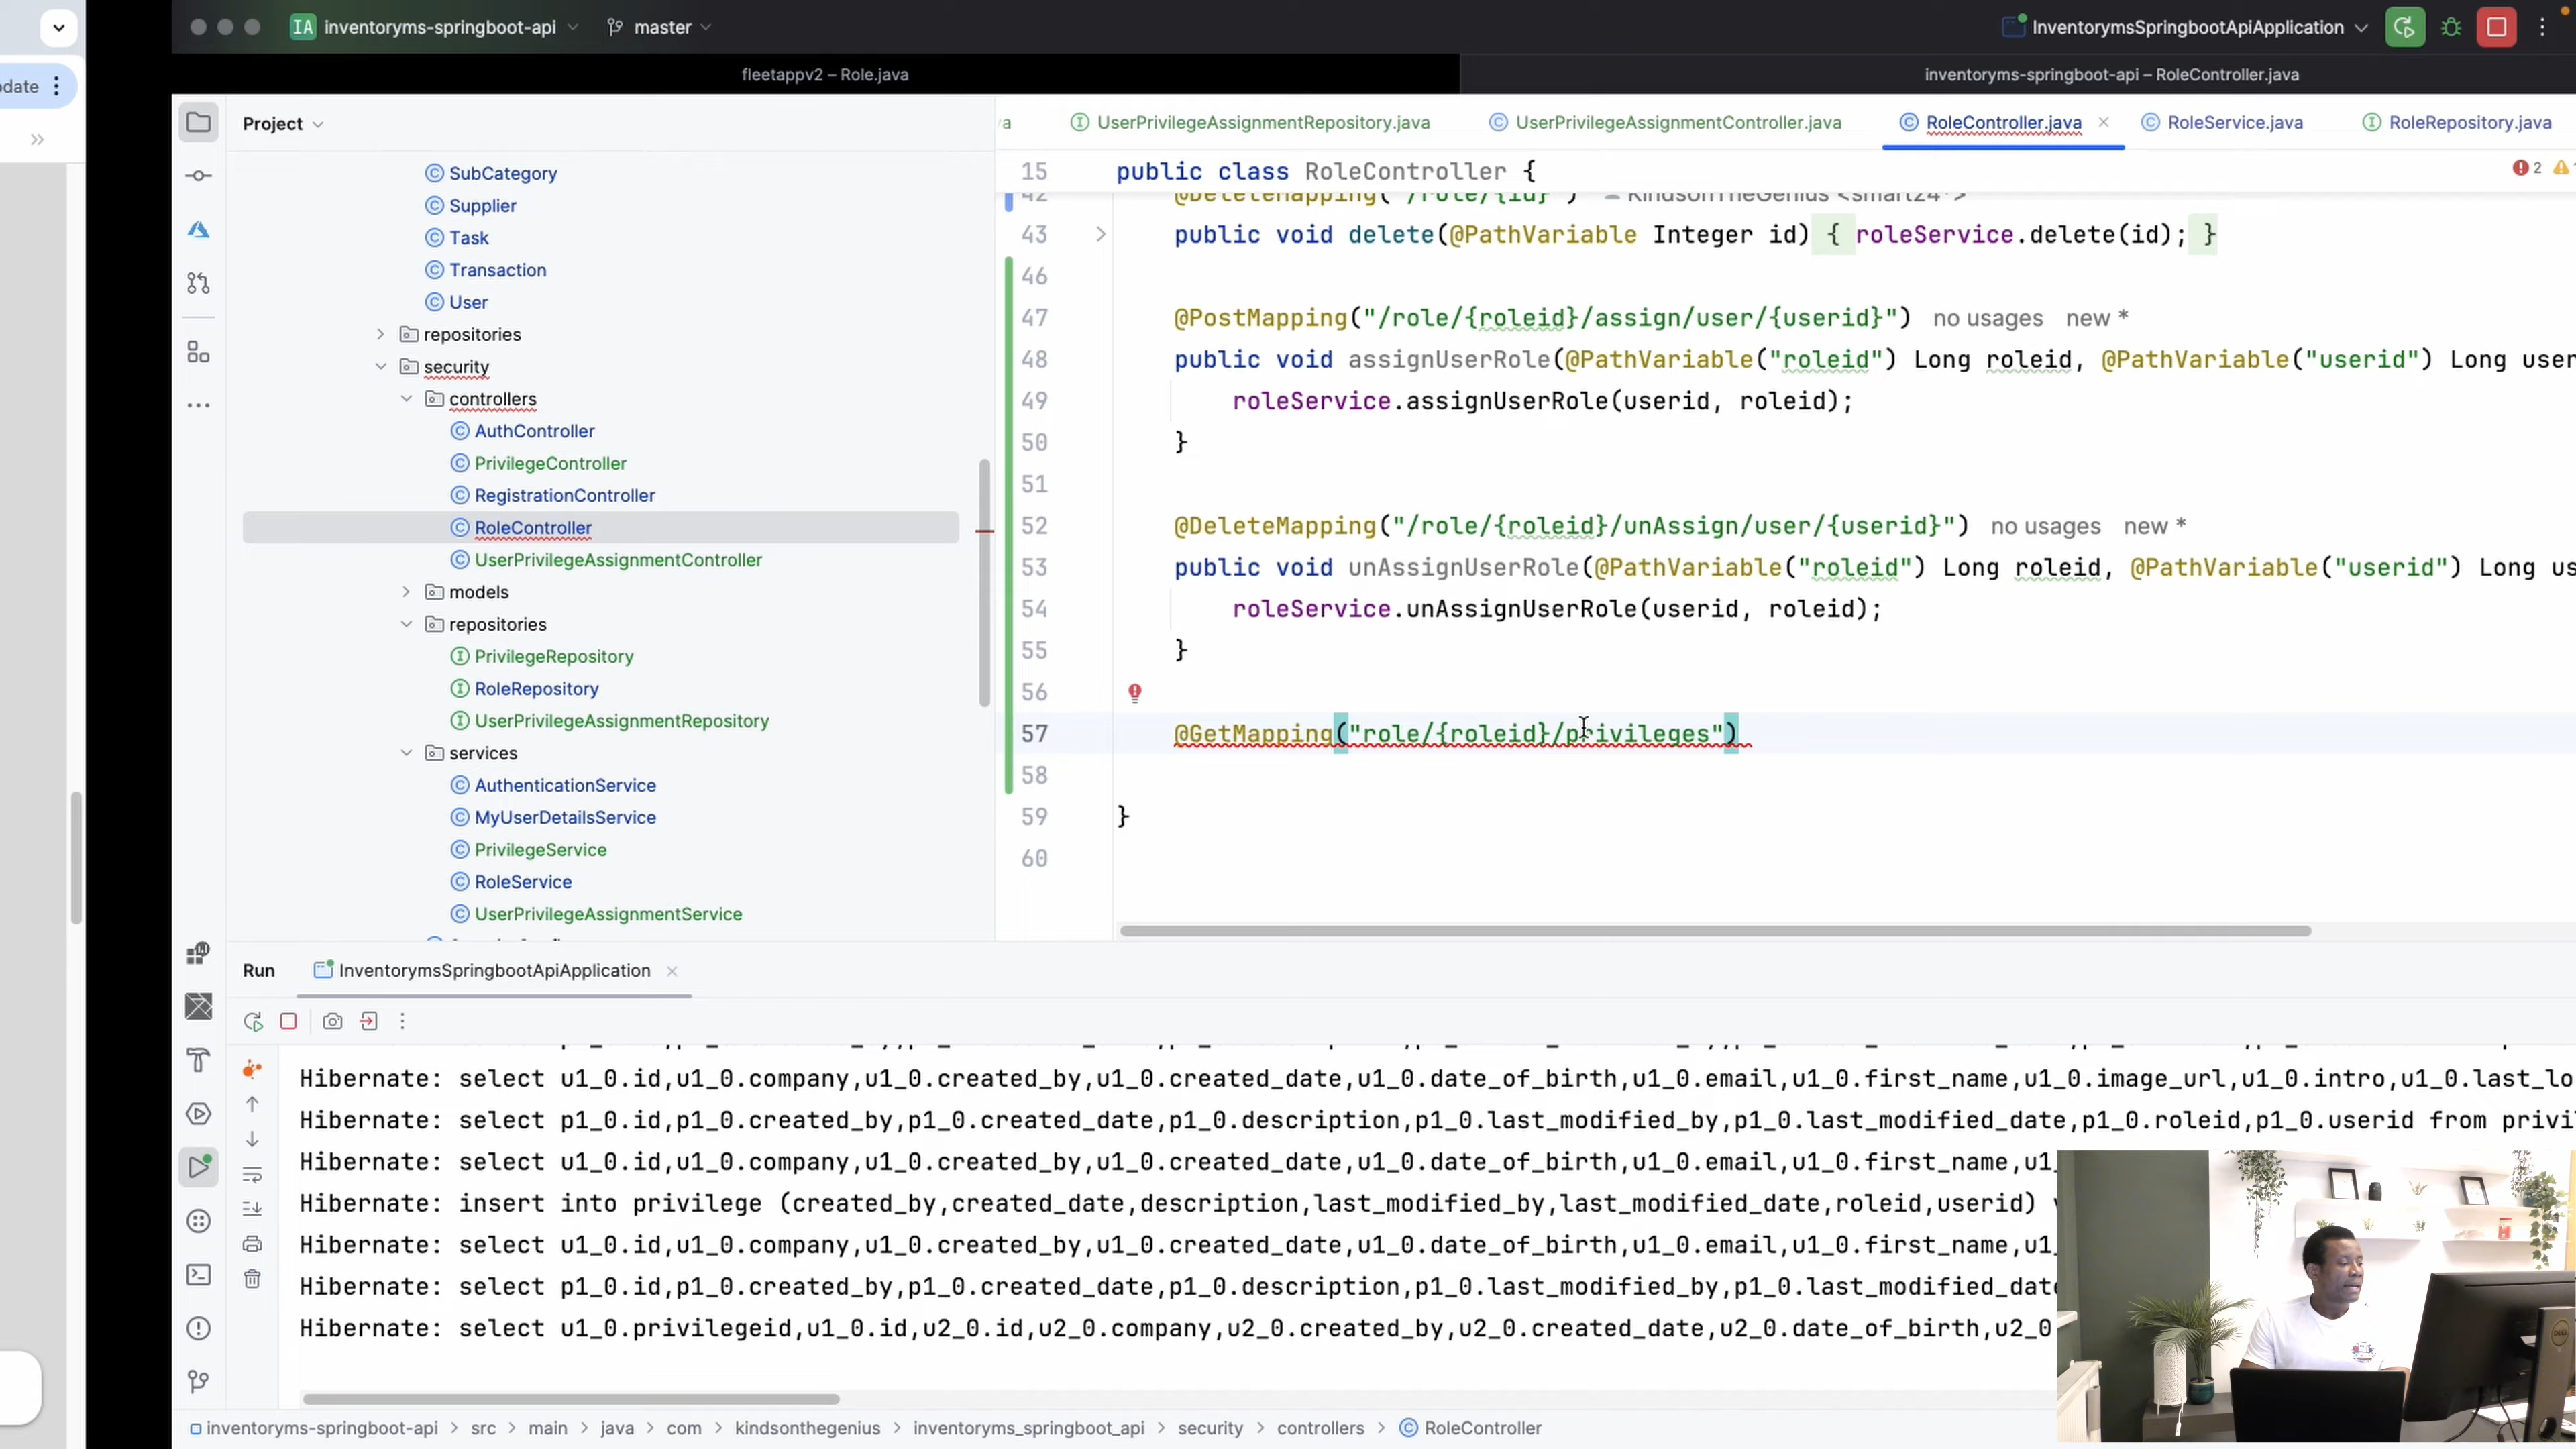 IA inventoryms-springboot-api master InventorymsSpringbootApiApplication
fleetappv2 – Role.java inventoryms-springboot-api – RoleController.java
date
Project
UserPrivilegeAssignmentRepository.java UserPrivilegeAssignmentController.java RoleController.java RoleService.java RoleRepository.java
SubCategory
Supplier
Task
Transaction
User
repositories
security
controllers
AuthController
PrivilegeController
RegistrationController
RoleController
UserPrivilegeAssignmentController
models
repositories
PrivilegeRepository
RoleRepository
UserPrivilegeAssignmentRepository
services
AuthenticationService
MyUserDetailsService
PrivilegeService
RoleService
UserPrivilegeAssignmentService
15 public class RoleController { 2
42 @DeleteMapping("/role/{id}") KindsonTheGenius <smart24*>
43 public void delete(@PathVariable Integer id) { roleService.delete(id); }
46
47 @PostMapping("/role/{roleid}/assign/user/{userid}") no usages new *
48 public void assignUserRole(@PathVariable("roleid") Long roleid, @PathVariable("userid") Long user
49 roleService.assignUserRole(userid, roleid);
50 }
51
52 @DeleteMapping("/role/{roleid}/unAssign/user/{userid}") no usages new *
53 public void unAssignUserRole(@PathVariable("roleid") Long roleid, @PathVariable("userid") Long us
54 roleService.unAssignUserRole(userid, roleid);
55 }
56
57 @GetMapping("role/{roleid}/privileges")
58
59 }
60
Run InventorymsSpringbootApiApplication
Hibernate: select u1_0.id,u1_0.company,u1_0.created_by,u1_0.created_date,u1_0.date_of_birth,u1_0.email,u1_0.first_name,u1_0.image_url,u1_0.intro,u1_0.last_lo
Hibernate: select p1_0.id,p1_0.created_by,p1_0.created_date,p1_0.description,p1_0.last_modified_by,p1_0.last_modified_date,p1_0.roleid,p1_0.userid from privi
Hibernate: select u1_0.id,u1_0.company,u1_0.created_by,u1_0.created_date,u1_0.date_of_birth,u1_0.email,u1_0.first_name,u1_
Hibernate: insert into privilege (created_by,created_date,description,last_modified_by,last_modified_date,roleid,userid)
Hibernate: select u1_0.id,u1_0.company,u1_0.created_by,u1_0.created_date,u1_0.date_of_birth,u1_0.email,u1_0.first_name,u1_
Hibernate: select p1_0.id,p1_0.created_by,p1_0.created_date,p1_0.description,p1_0.last_modified_by,p1_0.last_modified_date
Hibernate: select u1_0.privilegeid,u1_0.id,u2_0.id,u2_0.company,u2_0.created_by,u2_0.created_date,u2_0.date_of_birth,u2_0
inventoryms-springboot-api > src > main > java > com > kindsonthegenius > inventoryms_springboot_api > security > controllers > RoleController